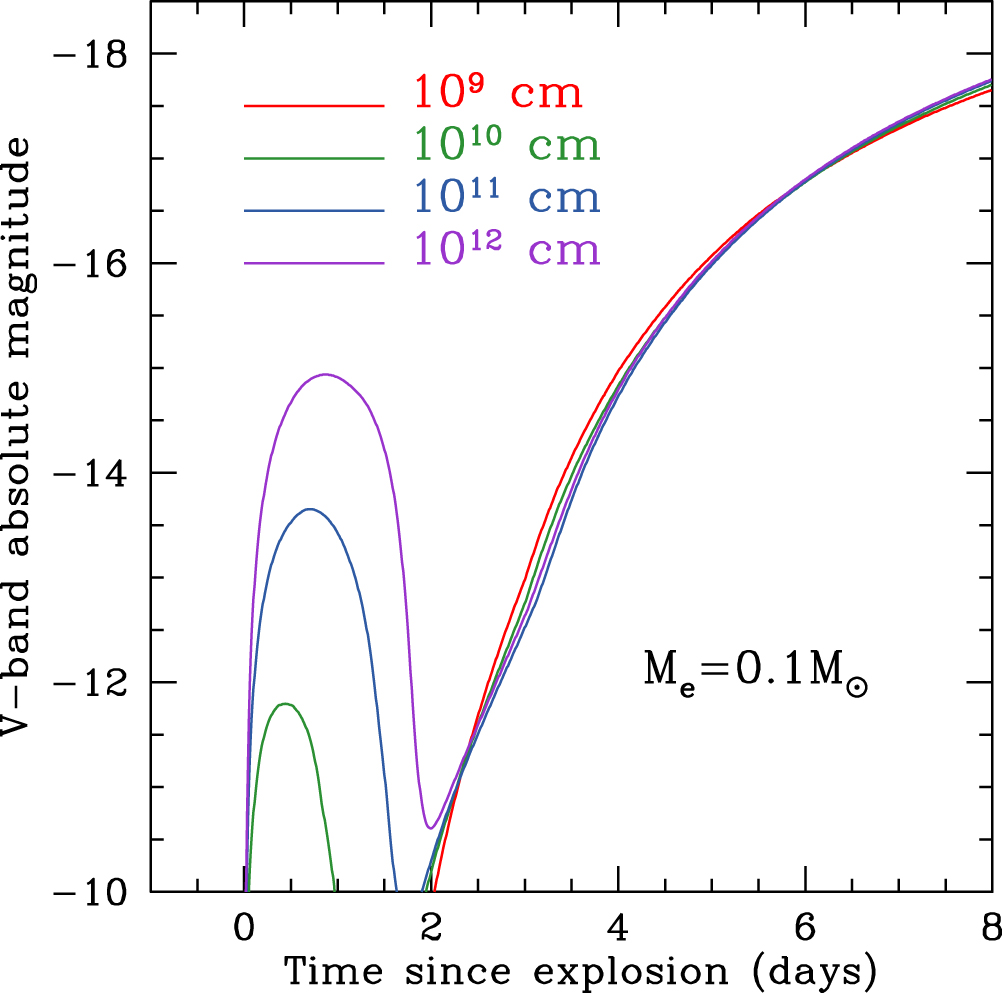 V-band absolute magnitude
-18
-16
-14
-12
-10
10⁹ cm
10¹⁰ cm
10¹¹ cm
10¹² cm
Mₑ=0.1M☉
0 2 4 6 8
Time since explosion (days)